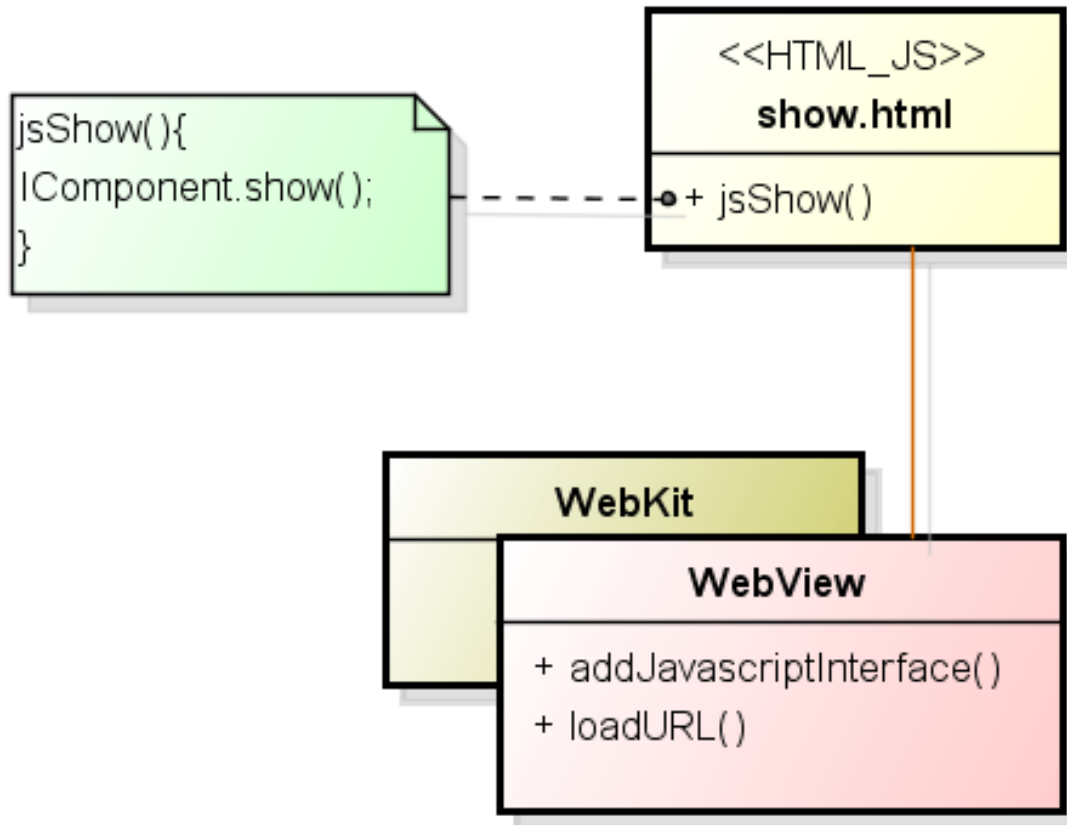 <<HTML_JS>>
show.html
+ jsShow()
jsShow(){
IComponent.show();
}
WebKit
WebView
+ addJavascriptInterface()
+ loadURL()